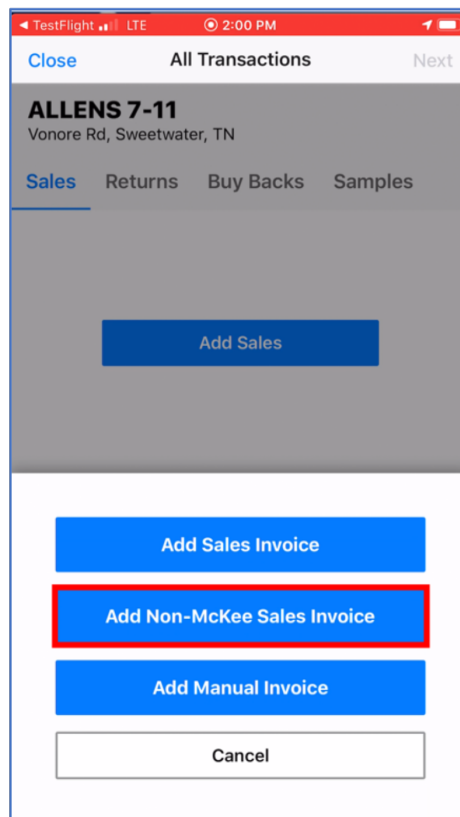 ◀ TestFlight LTE 2:00 PM
Close All Transactions Next
ALLENS 7-11
Vonore Rd, Sweetwater, TN
Sales Returns Buy Backs Samples
Add Sales
Add Sales Invoice
Add Non-McKee Sales Invoice
Add Manual Invoice
Cancel